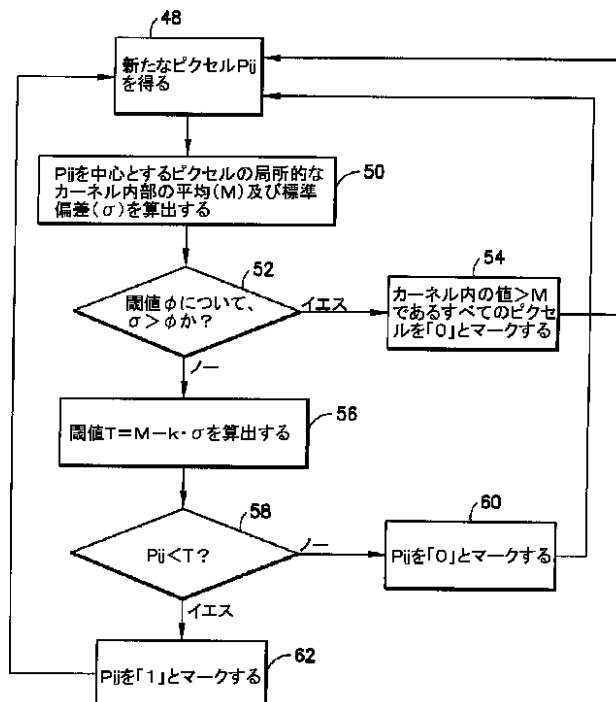 48
新たなピクセルPij
を得る
50
Pijを中心とするピクセルの局所的な
カーネル内部の平均(M)及び標準
偏差(σ)を算出する
52
閾値φについて、
σ>φか?
イエス
54
カーネル内の値>M
であるすべてのピクセ
ルを「0」とマークする
ノー
56
閾値T=M-k・σを算出する
58
Pij<T?
ノー
60
Pijを「0」とマークする
イエス
62
Pijを「1」とマークする